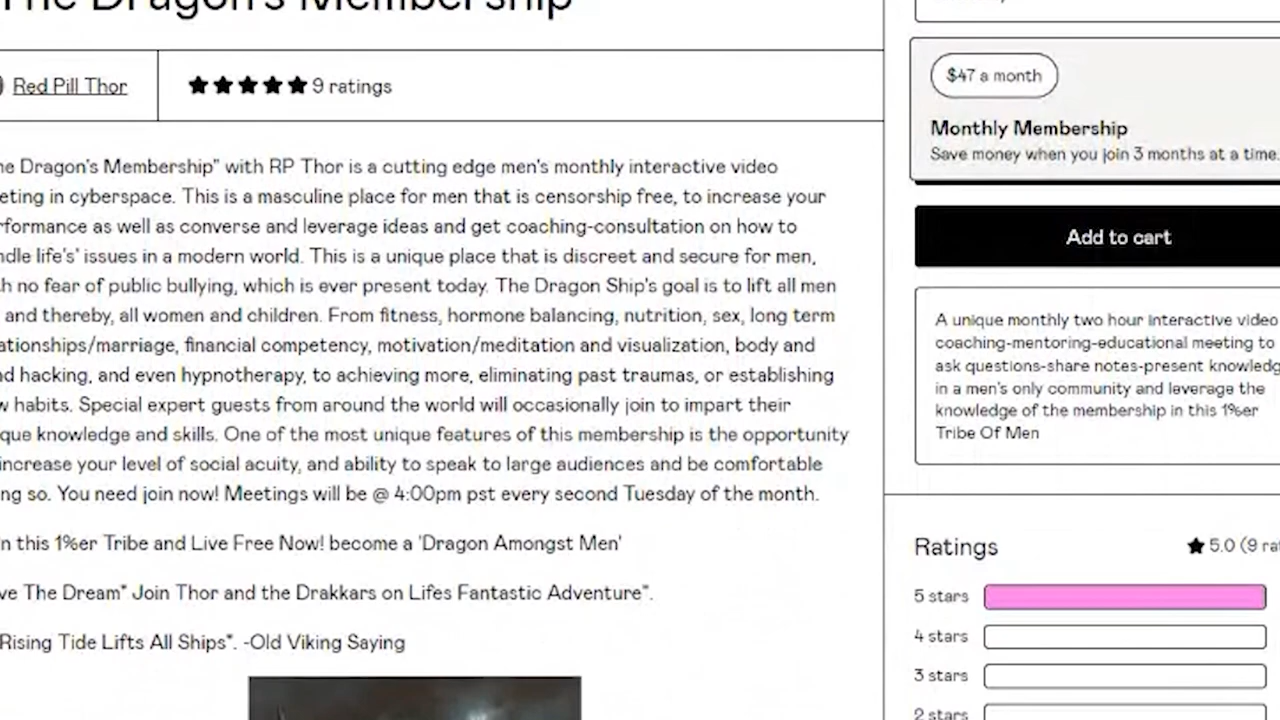 The Dragon's Membership
Red Pill Thor
9 ratings
he Dragon's Membership" with RP Thor is a cutting edge men's monthly interactive video
eting in cyberspace. This is a masculine place for men that is censorship free, to increase your
rformance as well as converse and leverage ideas and get coaching-consultation on how to
ndle life's' issues in a modern world. This is a unique place that is discreet and secure for men,
h no fear of public bullying, which is ever present today. The Dragon Ship's goal is to lift all men
and thereby, all women and children. From fitness, hormone balancing, nutrition, sex, long term
ationships/marriage, financial competency, motivation/meditation and visualization, body and
d hacking, and even hypnotherapy, to achieving more, eliminating past traumas, or establishing
w habits. Special expert guests from around the world will occasionally join to impart their
que knowledge and skills. One of the most unique features of this membership is the opportunity
increase your level of social acuity, and ability to speak to large audiences and be comfortable
ng so. You need join now! Meetings will be @ 4:00pm pst every second Tuesday of the month.
n this 1%er Tribe and Live Free Now! become a 'Dragon Amongst Men'
ve The Dream" Join Thor and the Drakkars on Lifes Fantastic Adventure".
Rising Tide Lifts All Ships". -Old Viking Saying
$47 a month
Monthly Membership
Save money when you join 3 months at a time.
Add to cart
A unique monthly two hour interactive video
coaching-mentoring-educational meeting to
ask questions-share notes-present knowledg
in a men's only community and leverage the
knowledge of the membership in this 1%er
Tribe Of Men
Ratings
5.0 (9 rat
5 stars
4 stars
3 stars
2 stars